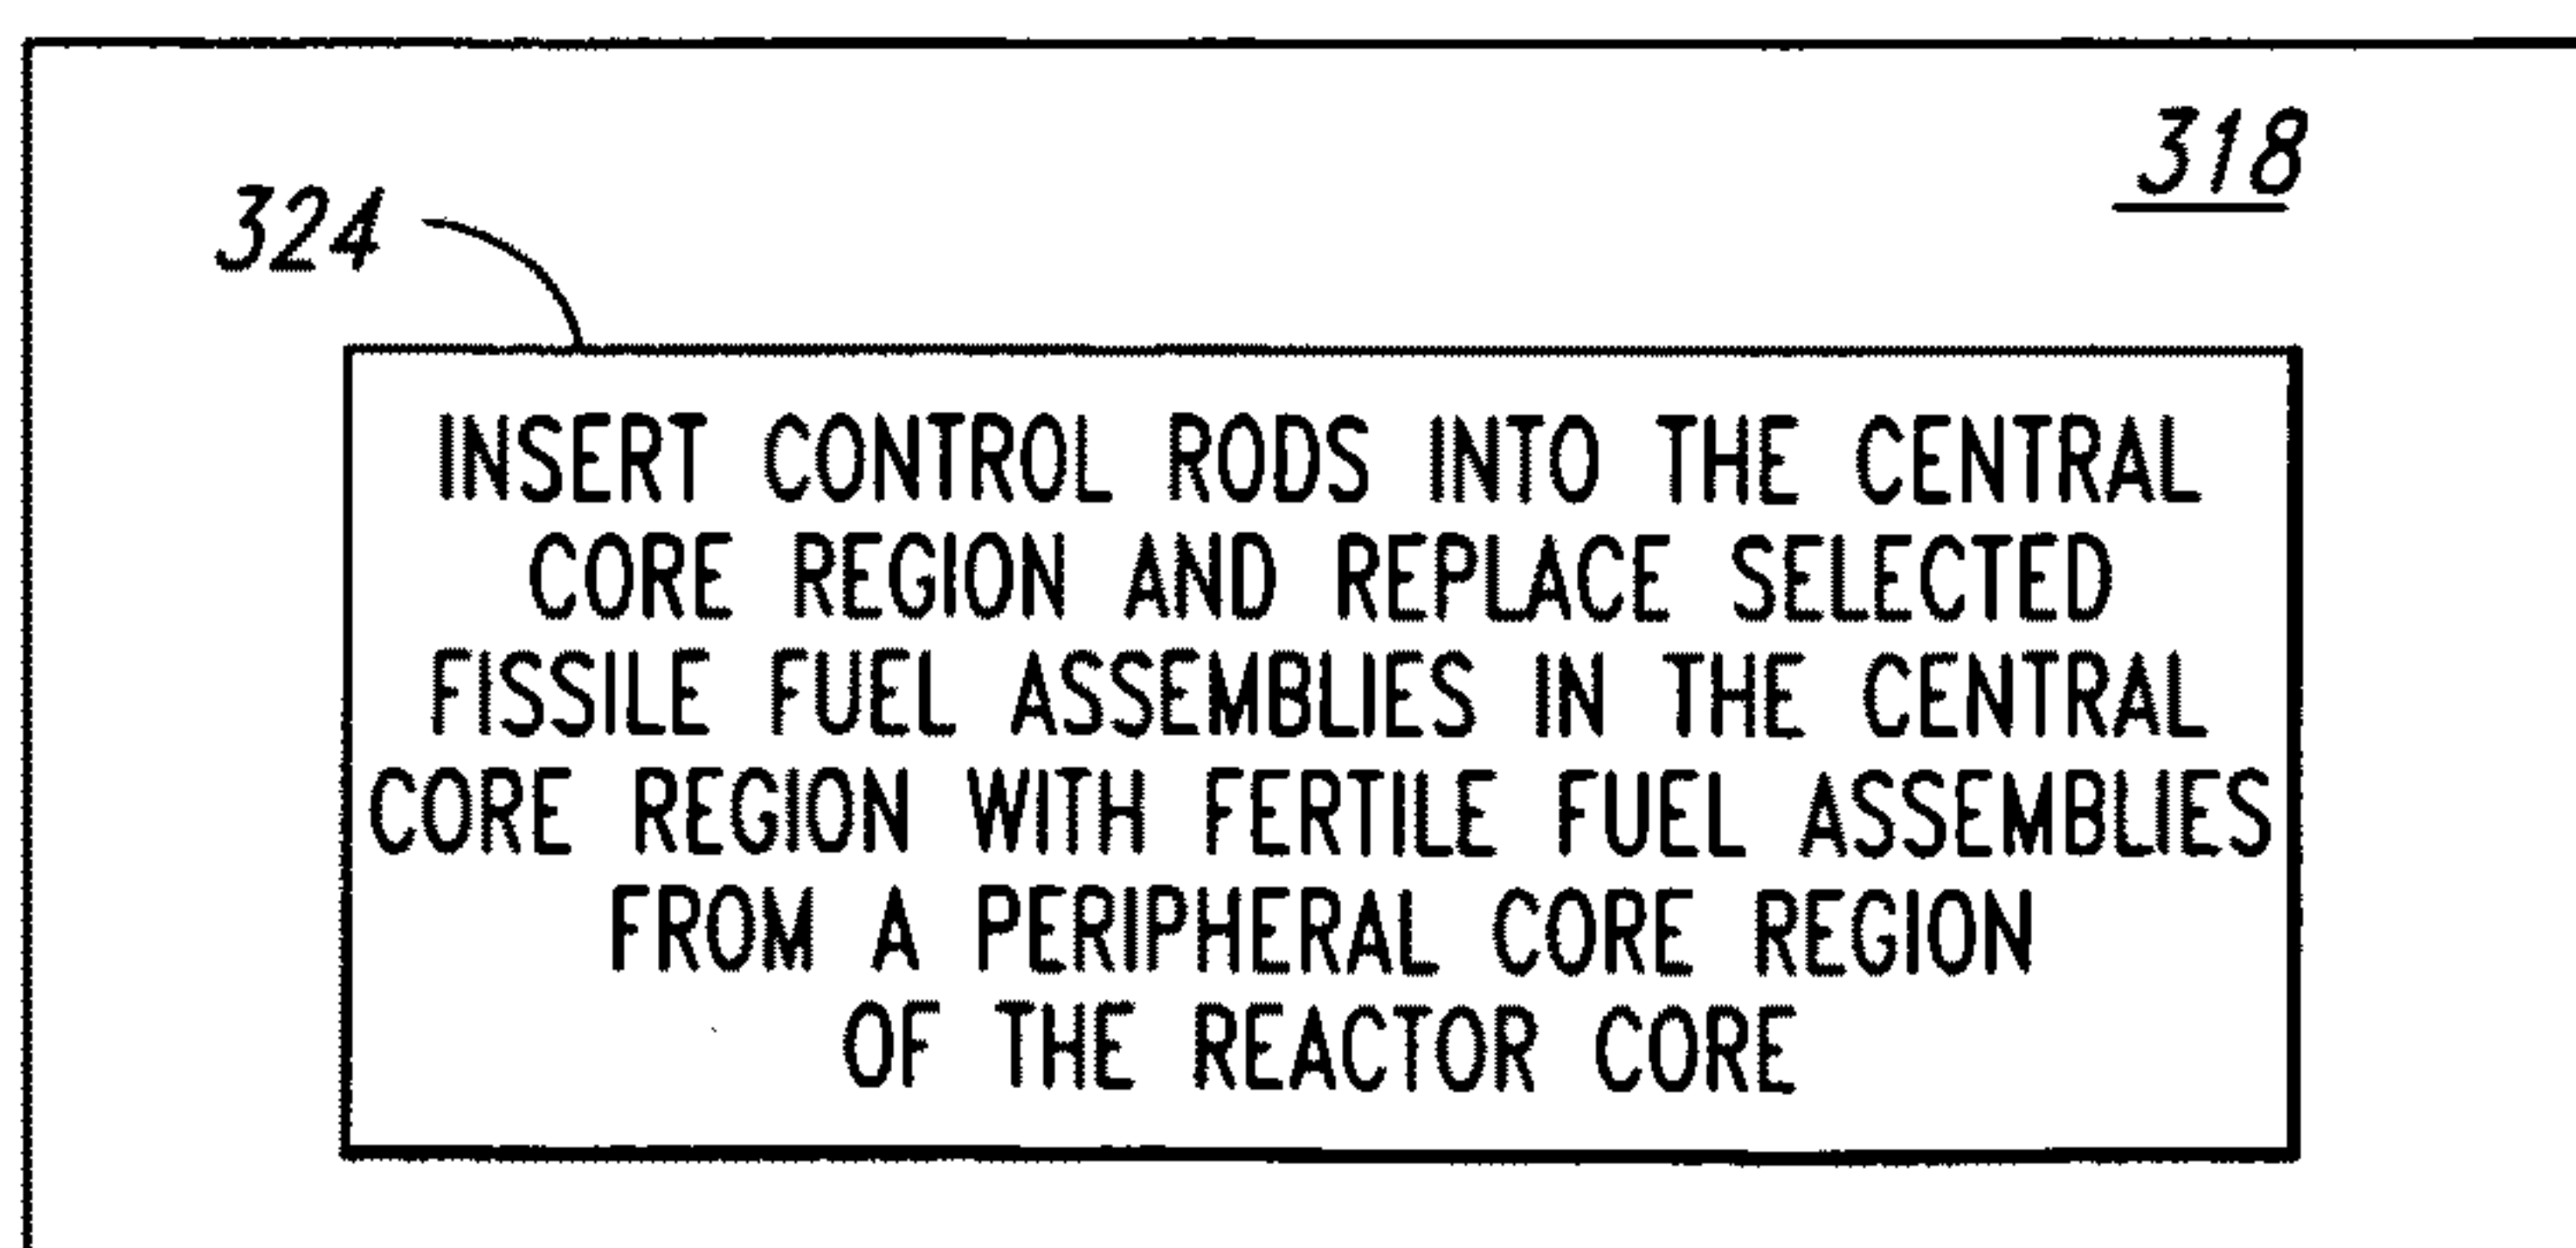 318
324
INSERT CONTROL RODS INTO THE CENTRAL
CORE REGION AND REPLACE SELECTED
FISSILE FUEL ASSEMBLIES IN THE CENTRAL
CORE REGION WITH FERTILE FUEL ASSEMBLIES
FROM A PERIPHERAL CORE REGION
OF THE REACTOR CORE